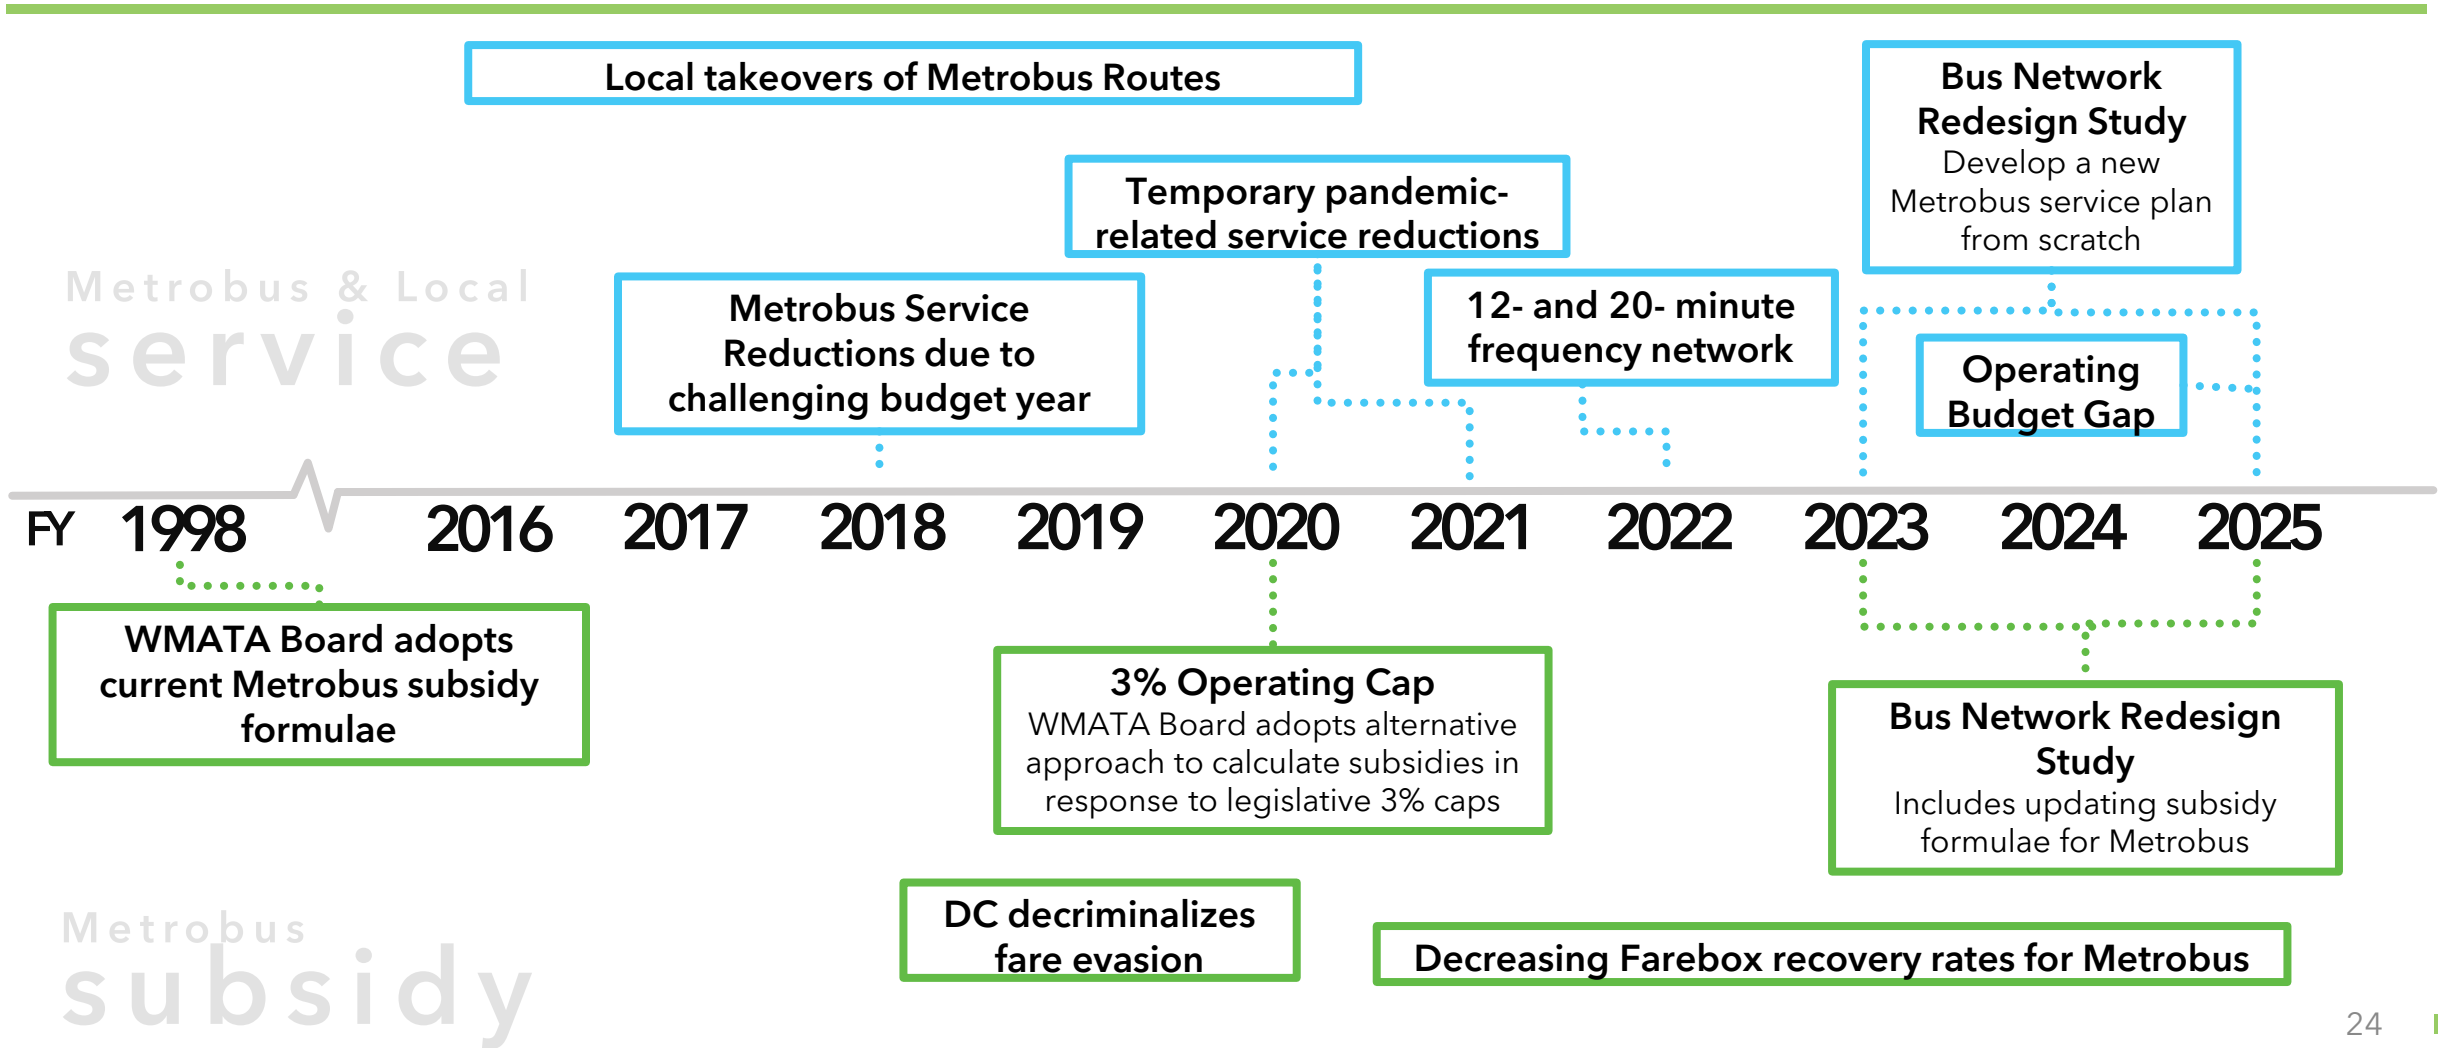 Local takeovers of Metrobus Routes
Bus Network
Redesign Study
Develop a new
Metrobus service plan
from scratch
Temporary pandemic-
related service reductions
Metrobus & Local
service
Metrobus Service
Reductions due to
challenging budget year
12- and 20- minute
frequency network
Operating
Budget Gap
FY 1998 2016 2017 2018 2019 2020 2021 2022 2023 2024 2025
WMATA Board adopts
current Metrobus subsidy
formulae
3% Operating Cap
WMATA Board adopts alternative
approach to calculate subsidies in
response to legislative 3% caps
Bus Network Redesign
Study
Includes updating subsidy
formulae for Metrobus
DC decriminalizes
fare evasion
Decreasing Farebox recovery rates for Metrobus
Metrobus
subsidy
24